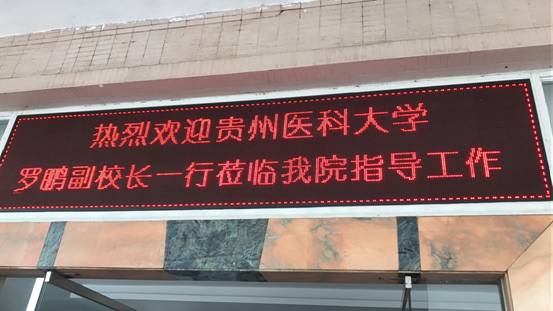 热烈欢迎贵州医科大学
罗鹏副校长一行莅临我院指导工作